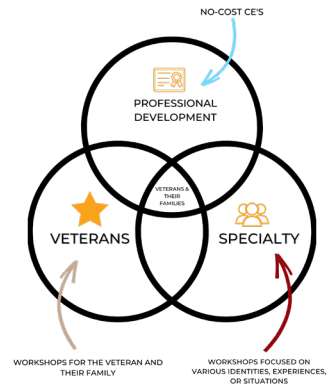 NO-COST CE'S
PROFESSIONAL
DEVELOPMENT
VETERANS &
THEIR
FAMILIES
VETERANS
SPECIALTY
WORKSHOPS FOR THE VETERAN AND
THEIR FAMILY
WORKSHOPS FOCUSED ON
VARIOUS IDENTITIES, EXPERIENCES,
OR SITUATIONS